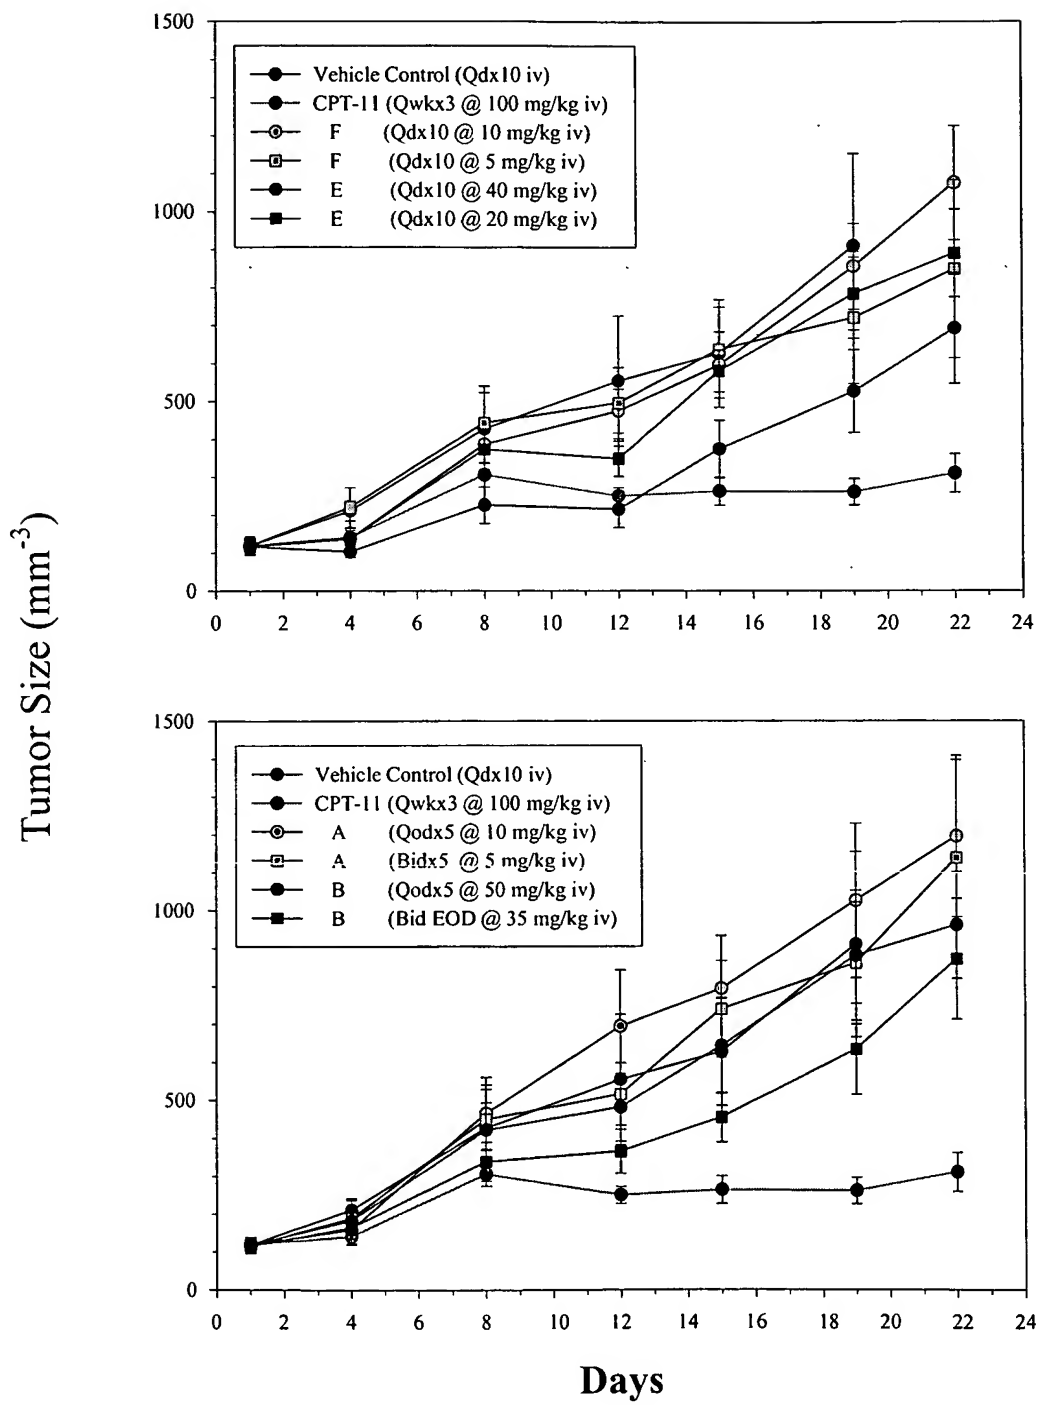 Tumor Size (mm-3)
1500
1000
500
0
Vehicle Control (Qdx10 iv)
CPT-11 (Qwkx3 @ 100 mg/kg iv)
F (Qdx10 @ 10 mg/kg iv)
F (Qdx10 @ 5 mg/kg iv)
E (Qdx10 @ 40 mg/kg iv)
E (Qdx10 @ 20 mg/kg iv)
0 2 4 6 8 10 12 14 16 18 20 22 24
1500
1000
500
0
Vehicle Control (Qdx10 iv)
CPT-11 (Qwkx3 @ 100 mg/kg iv)
A (Qodx5 @ 10 mg/kg iv)
A (Bidx5 @ 5 mg/kg iv)
B (Qodx5 @ 50 mg/kg iv)
B (Bid EOD @ 35 mg/kg iv)
0 2 4 6 8 10 12 14 16 18 20 22 24
Days